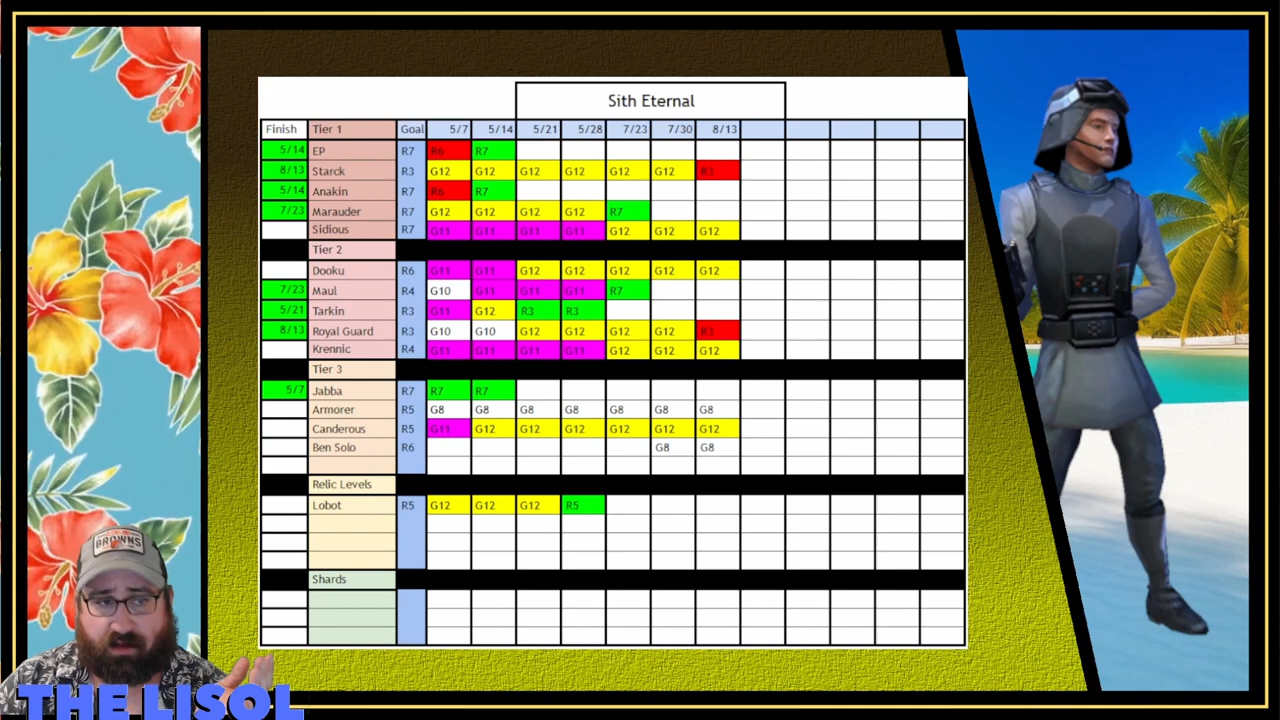 Sith Eternal
Finish Tier 1 Goal 5/7 5/14 5/21 5/28 7/23 7/30 8/13
5/14 EP R7 R6 R7
8/13 Starck R3 G12 G12 G12 G12 G12 G12 R3
5/14 Anakin R7 R6 R7
7/23 Marauder R7 G12 G12 G12 G12 R7
Sidious R7 G11 G11 G11 G11 G12 G12 G12
Tier 2
Dooku R6 G11 G11 G12 G12 G12 G12 G12
7/23 Maul R4 G10 G11 G11 G11 R7
5/21 Tarkin R3 G11 G12 R3 R3
8/13 Royal Guard R3 G10 G10 G12 G12 G12 G12 R3
Krennic R4 G11 G11 G11 G11 G12 G12 G12
Tier 3
5/7 Jabba R7 R7 R7
Armorer R5 G8 G8 G8 G8 G8 G8 G8
Canderous R5 G11 G12 G12 G12 G12 G12 G12
Ben Solo R6 G8 G8
Relic Levels
Lobot R5 G12 G12 G12 R5
Shards
BROWNS
THE LISOL